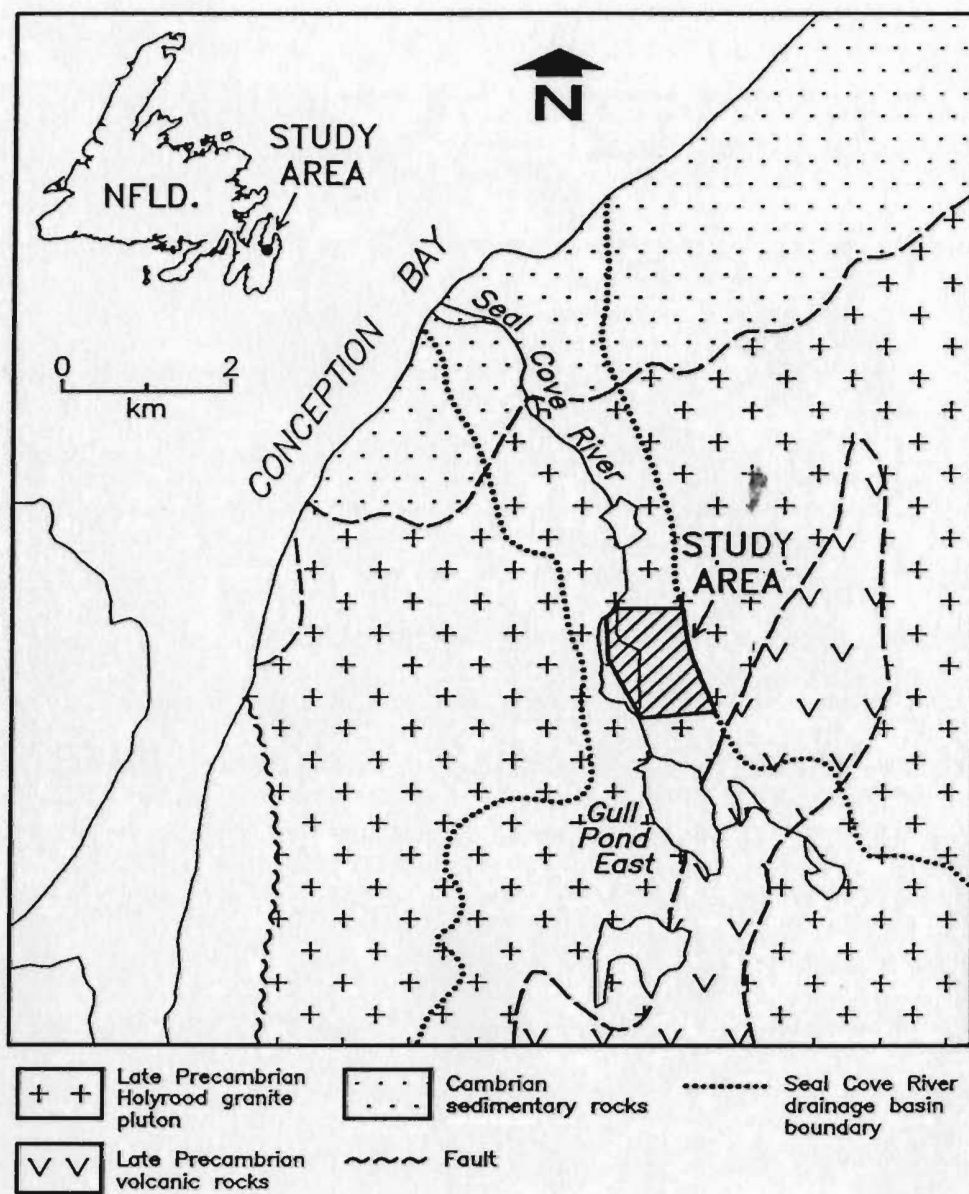 N
STUDY
AREA
NFLD.
0 2
km
CONCEPTION BAY
Seal Cove River
STUDY
AREA
Gull
Pond
East
Late Precambrian
Holyrood granite
pluton
Cambrian
sedimentary rocks
Seal Cove River
drainage basin
boundary
Late Precambrian
volcanic rocks
Fault